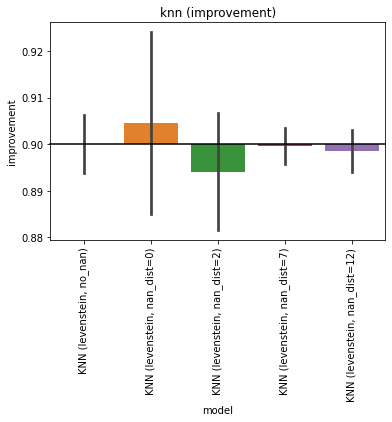 knn (improvement)
improvement
0.92
0.91
0.90
0.89
0.88
KNN (levenstein, no_nan)
KNN (levenstein, nan_dist=0)
KNN (levenstein, nan_dist=2)
KNN (levenstein, nan_dist=7)
KNN (levenstein, nan_dist=12)
model